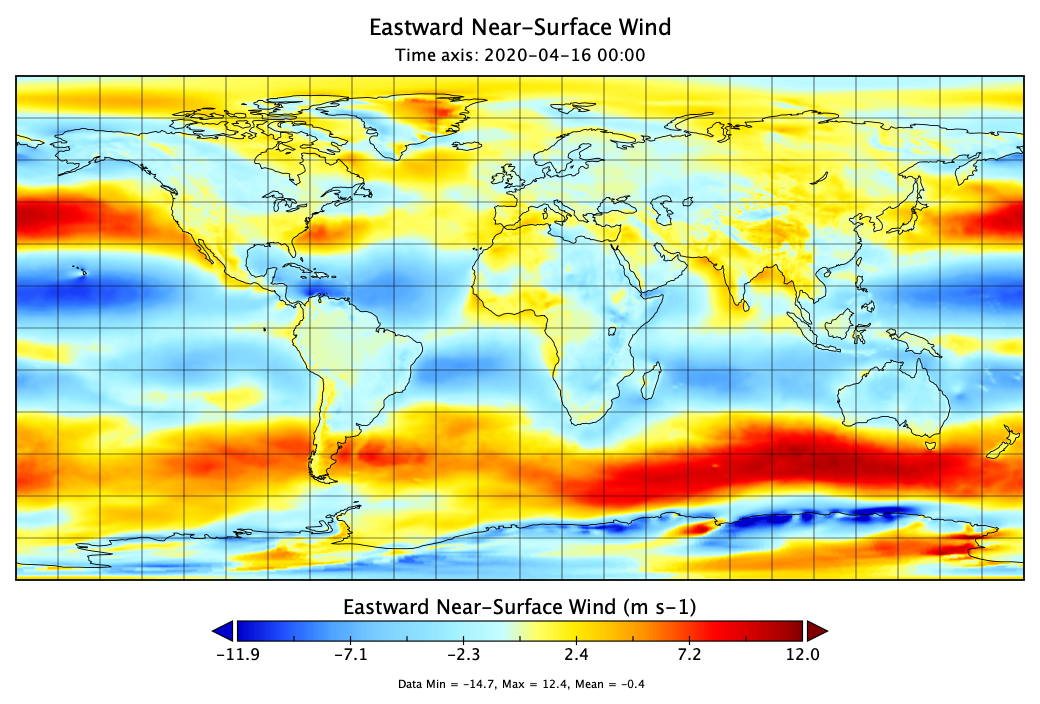 Eastward Near–Surface Wind
Time axis: 2020–04–16 00:00
Eastward Near–Surface Wind (m s–1)
−11.9 −7.1 −2.3 2.4 7.2 12.0
Data Min = −14.7, Max = 12.4, Mean = −0.4